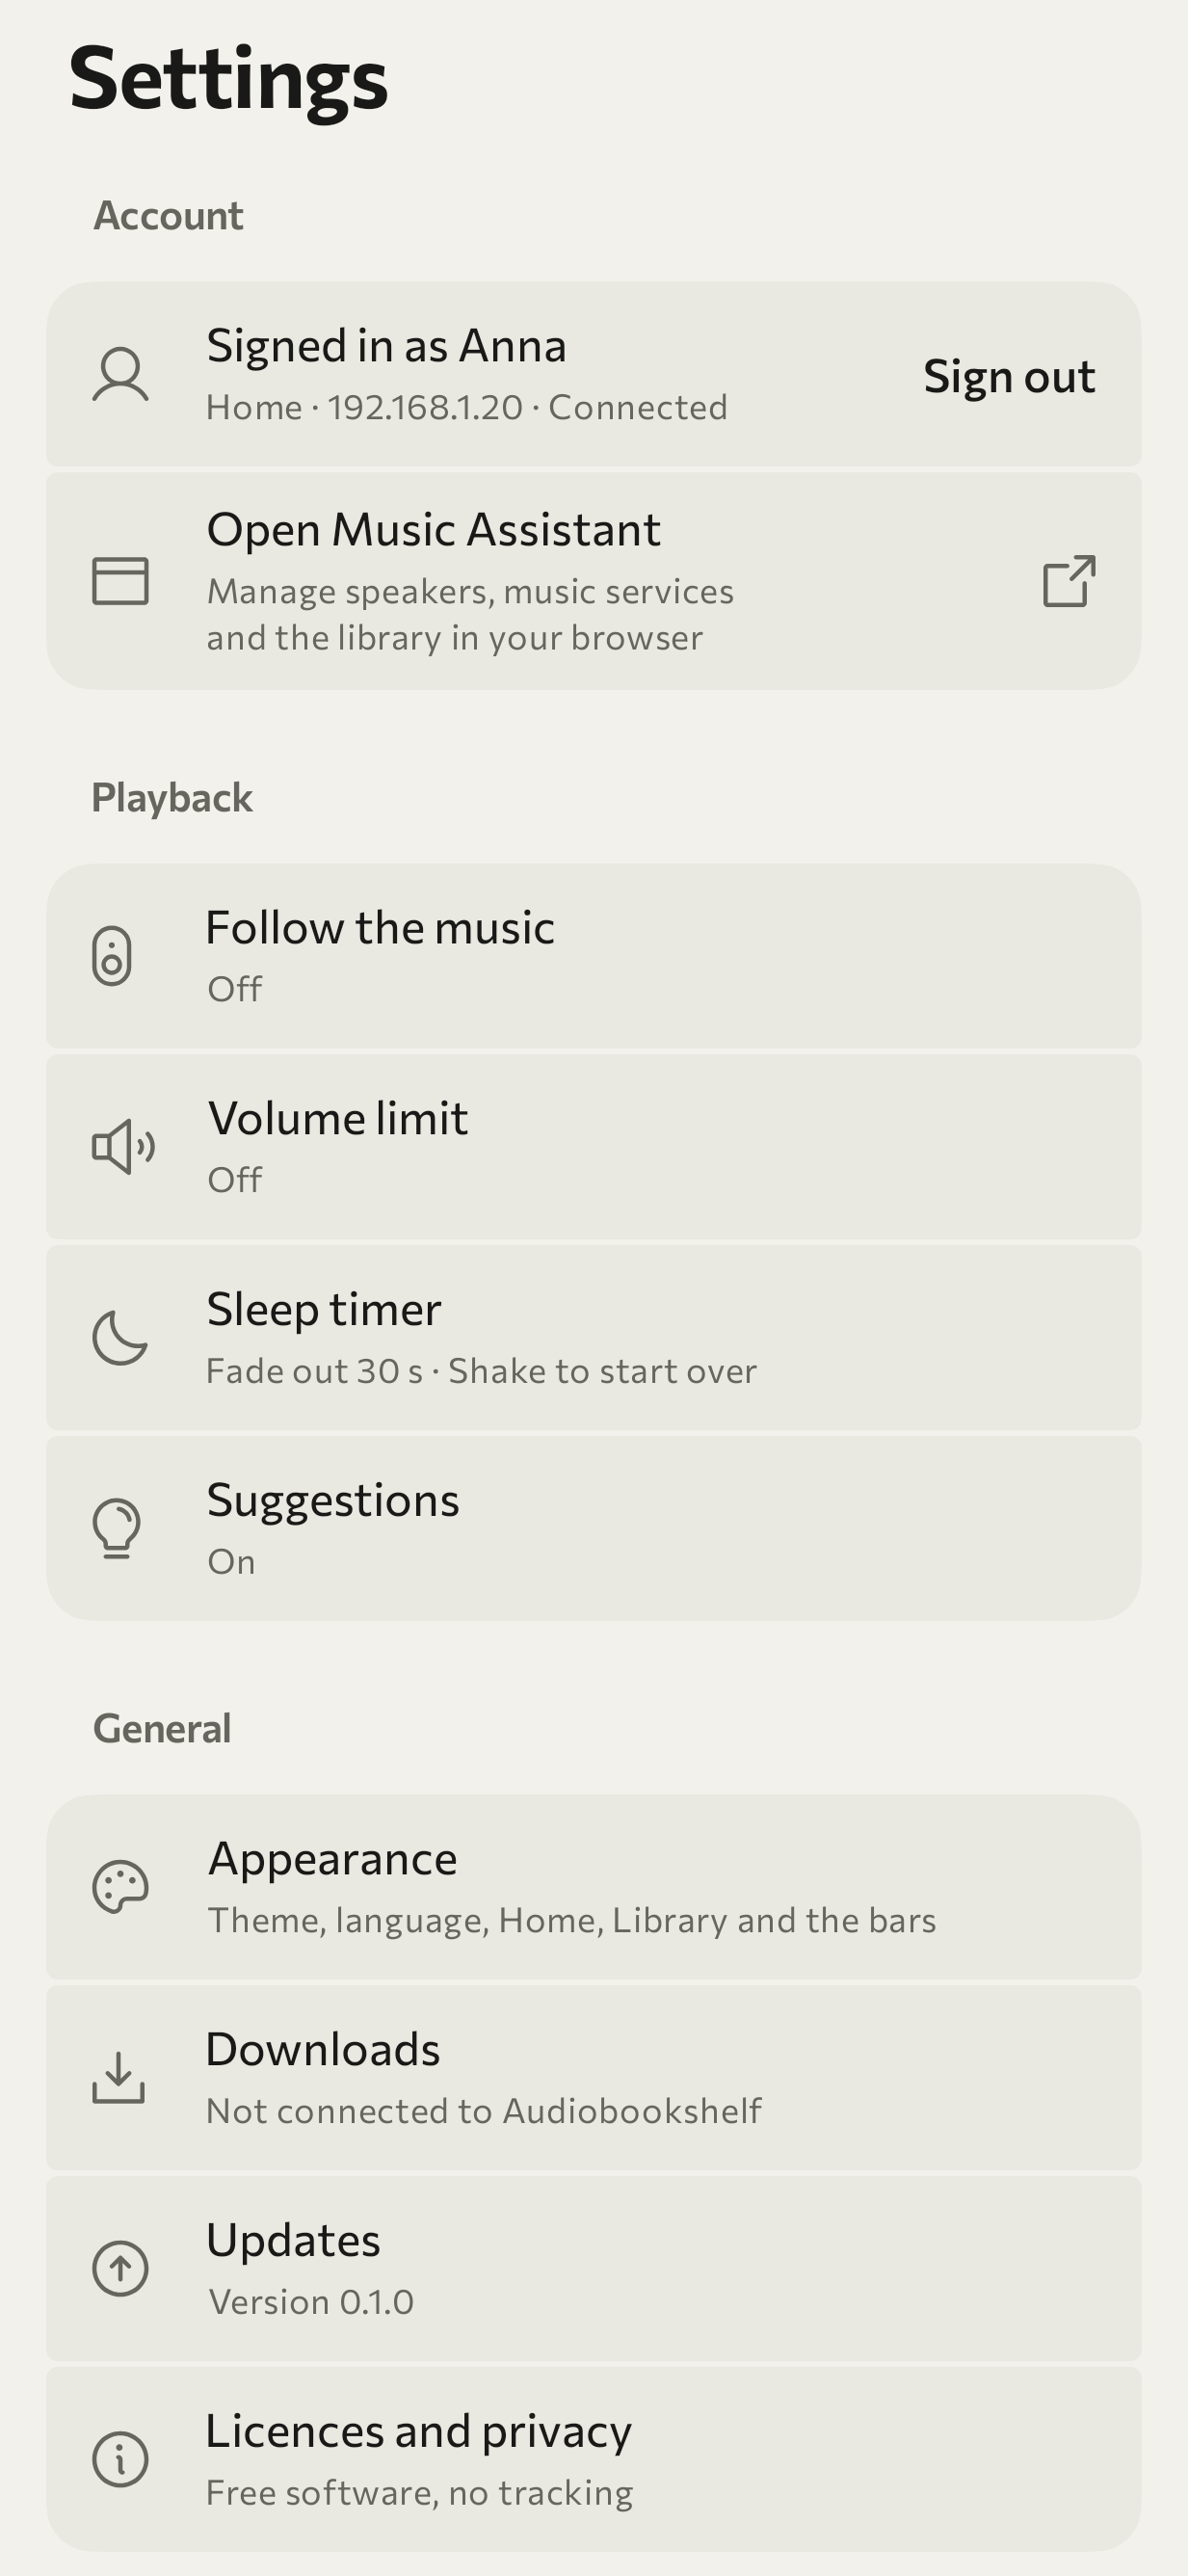 Settings
Account
Signed in as Anna
Home · 192.168.1.20 · Connected
Sign out
Open Music Assistant
Manage speakers, music services
and the library in your browser
Playback
Follow the music
Off
Volume limit
Off
Sleep timer
Fade out 30 s · Shake to start over
Suggestions
On
General
Appearance
Theme, language, Home, Library and the bars
Downloads
Not connected to Audiobookshelf
Updates
Version 0.1.0
Licences and privacy
Free software, no tracking